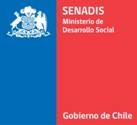 SENADIS
Ministerio de
Desarrollo Social
Gobierno de Chile